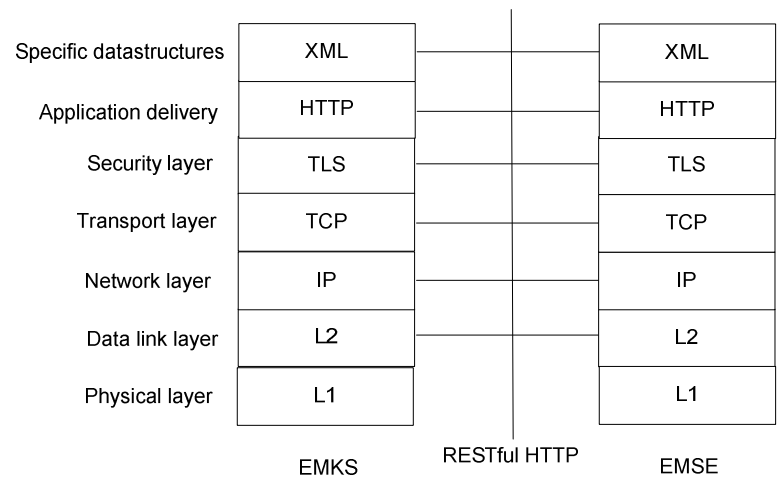 Specific datastructures XML XML
Application delivery HTTP HTTP
Security layer TLS TLS
Transport layer TCP TCP
Network layer IP IP
Data link layer L2 L2
Physical layer L1 L1
EMKS RESTful HTTP EMSE